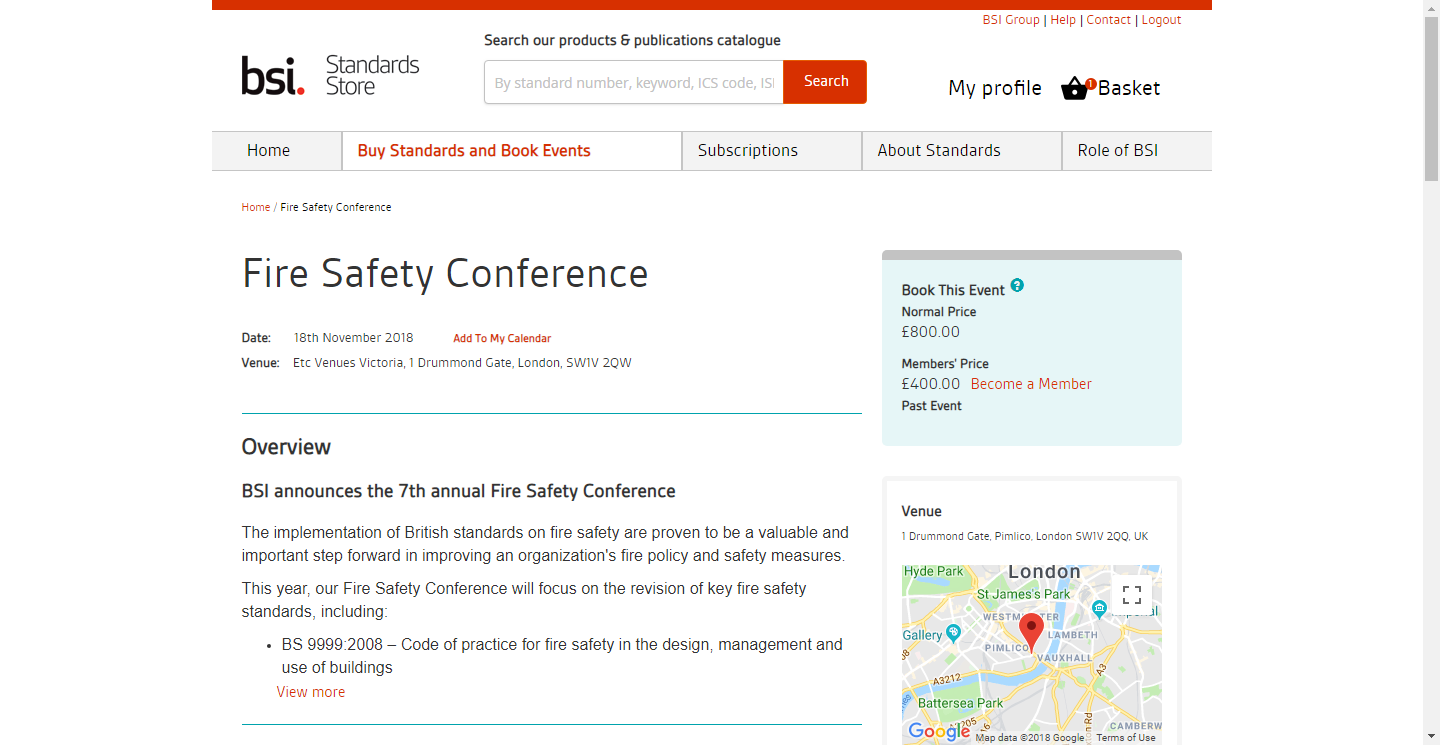 BSI Group | Help | Contact | Logout
Search our products & publications catalogue
bsi. Standards Store
By standard number, keyword, ICS code, ISI
Search
My profile
1
Basket
Home
Buy Standards and Book Events
Subscriptions
About Standards
Role of BSI
Home / Fire Safety Conference
Fire Safety Conference
Date: 18th November 2018 Add To My Calendar
Venue: Etc Venues Victoria, 1 Drummond Gate, London, SW1V 2QW
Overview
BSI announces the 7th annual Fire Safety Conference
The implementation of British standards on fire safety are proven to be a valuable and
important step forward in improving an organization's fire policy and safety measures.
This year, our Fire Safety Conference will focus on the revision of key fire safety
standards, including:
• BS 9999:2008 – Code of practice for fire safety in the design, management and
use of buildings
View more
Book This Event ?
Normal Price
£800.00
Members' Price
£400.00 Become a Member
Past Event
Venue
1 Drummond Gate, Pimlico, London SW1V 2QQ, UK
Hyde Park
London
St James's Park
Gallery
PIMLICO
LAMBETH
VAUXHALL
A3212
A3
Battersea Park
A3205
CAMBERW
Google
Map data ©2018 Google
Terms of Use